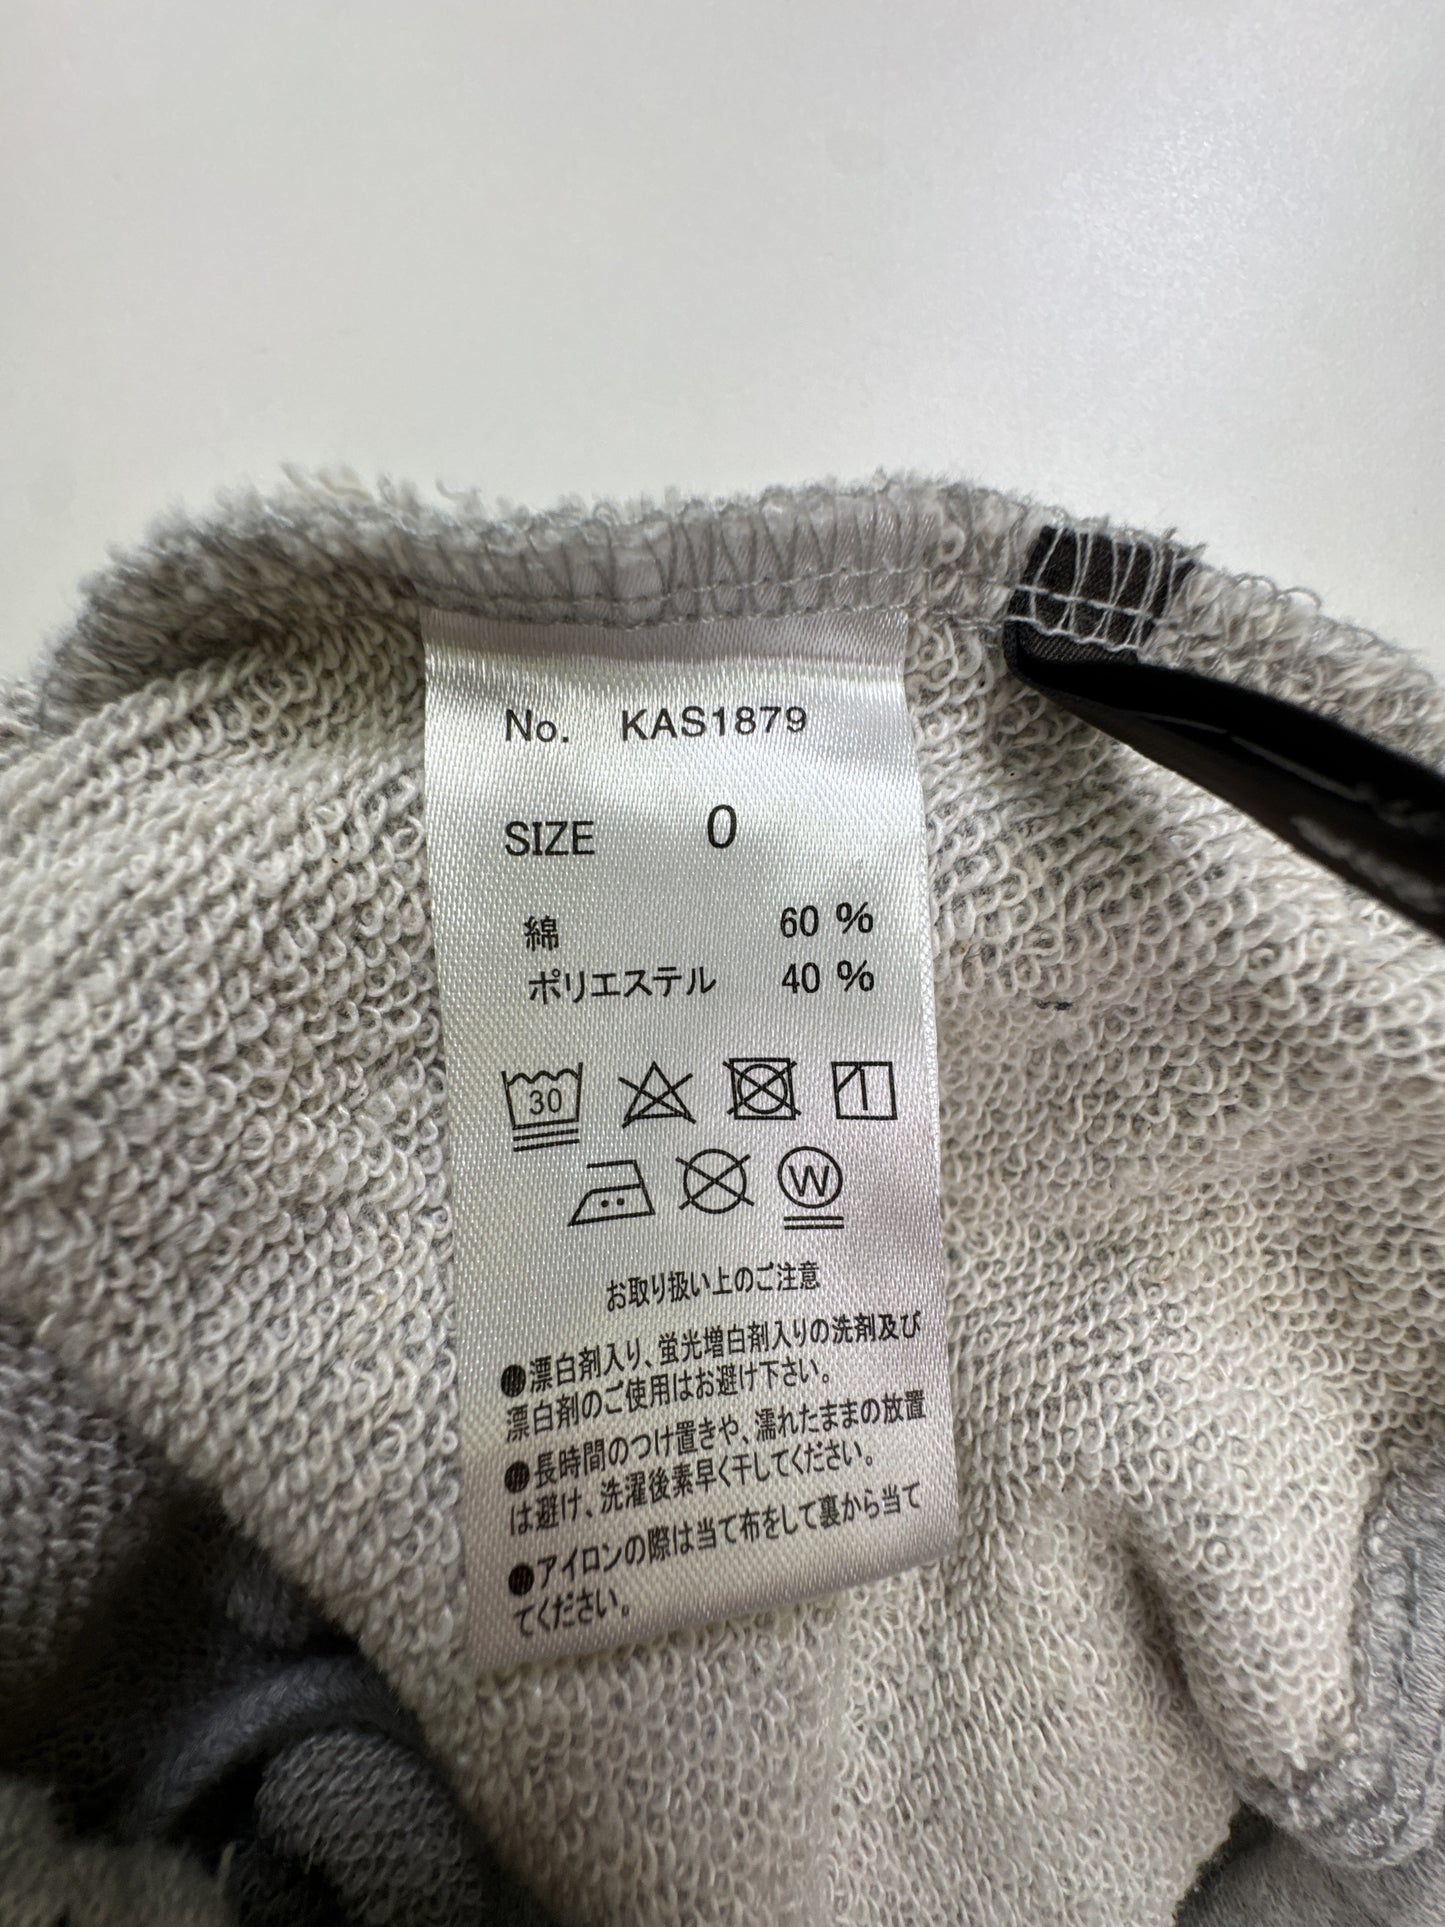 No. KAS1879
SIZE 0
綿 60 %
ポリエステル 40 %
30
W
お取り扱い上のご注意
●漂白剤入り、蛍光増白剤入りの洗剤及び
漂白剤のご使用はお避け下さい。
●長時間のつけ置きや、濡れたままの放置
は避け、洗濯後素早く干してください。
●アイロンの際は当て布をして裏から当て
てください。